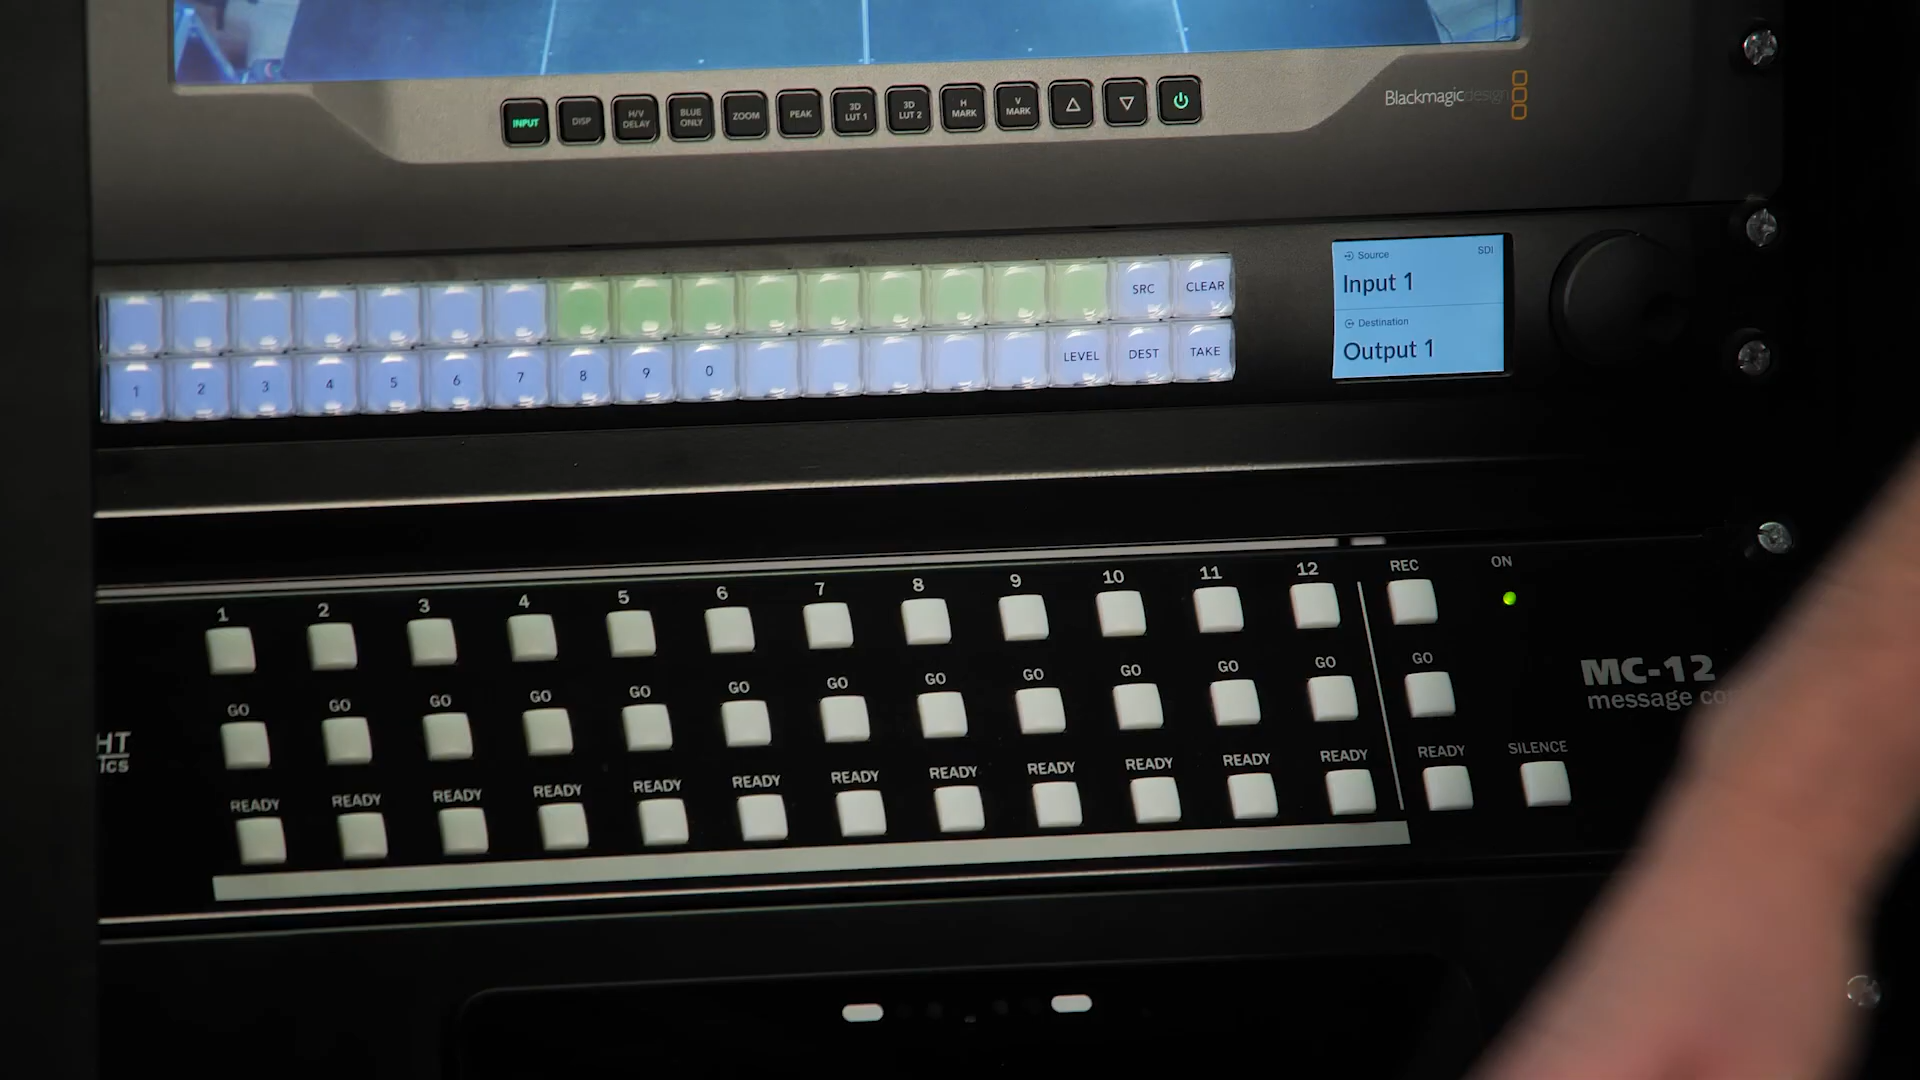 INPUT DISP H/V DELAY BLUE ONLY ZOOM PEAK 3D LUT 1 3D LUT 2 H MARK V MARK
Blackmagicdesign
SRC CLEAR
1 2 3 4 5 6 7 8 9 0 LEVEL DEST TAKE
Source SDI
Input 1
Destination
Output 1
1 2 3 4 5 6 7 8 9 10 11 12 REC ON
GO GO GO GO GO GO GO GO GO GO GO GO GO
MC-12
message
HT
READY READY READY READY READY READY READY READY READY READY READY READY READY SILENCE